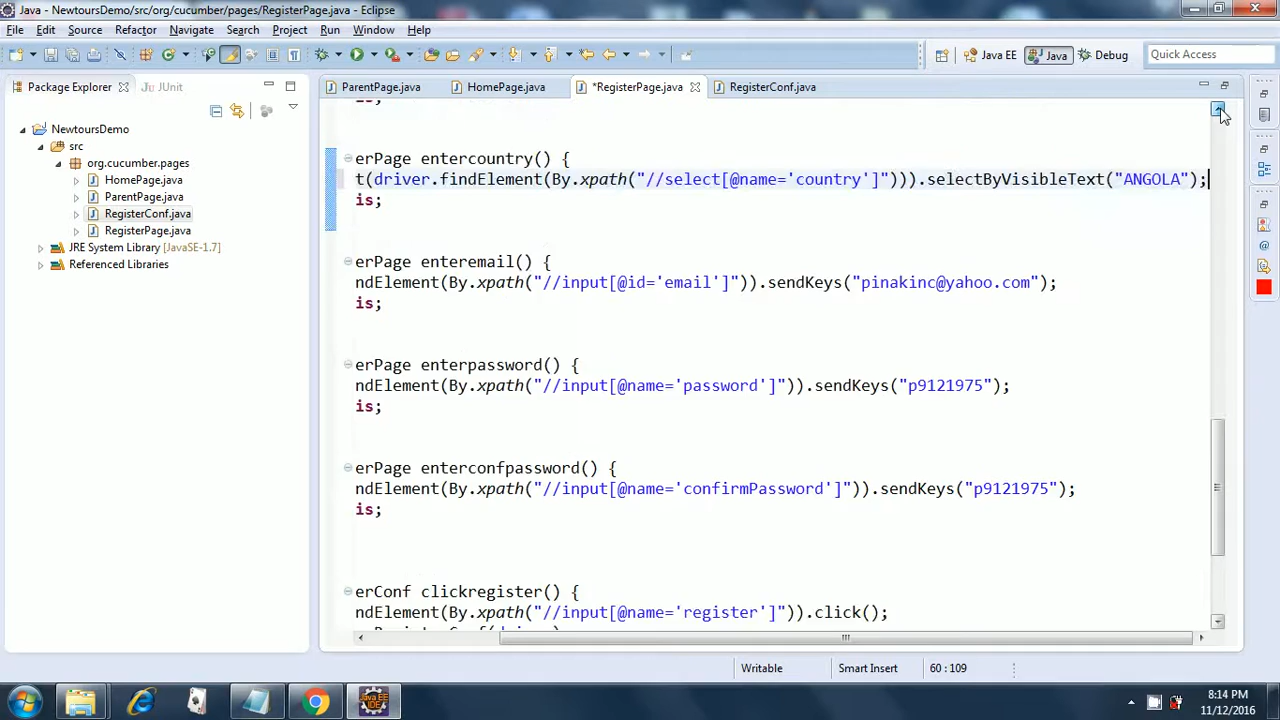 Java - NewtoursDemo/src/org/cucumber/pages/RegisterPage.java - Eclipse
File Edit Source Refactor Navigate Search Project Run Window Help
Java EE Java Debug Quick Access
Package Explorer JUnit
ParentPage.java HomePage.java *RegisterPage.java RegisterConf.java
NewtoursDemo
src
org.cucumber.pages
HomePage.java
ParentPage.java
RegisterConf.java
RegisterPage.java
JRE System Library [JavaSE-1.7]
Referenced Libraries
is;
erPage entercountry() {
t(driver.findElement(By.xpath("//select[@name='country']"))).selectByVisibleText("ANGOLA");
is;
erPage enteremail() {
ndElement(By.xpath("//input[@id='email']")).sendKeys("pinakinc@yahoo.com");
is;
erPage enterpassword() {
ndElement(By.xpath("//input[@name='password']")).sendKeys("p9121975");
is;
erPage enterconfpassword() {
ndElement(By.xpath("//input[@name='confirmPassword']")).sendKeys("p9121975");
is;
erConf clickregister() {
ndElement(By.xpath("//input[@name='register']")).click();
Writable Smart Insert 60 : 109
8:14 PM
11/12/2016